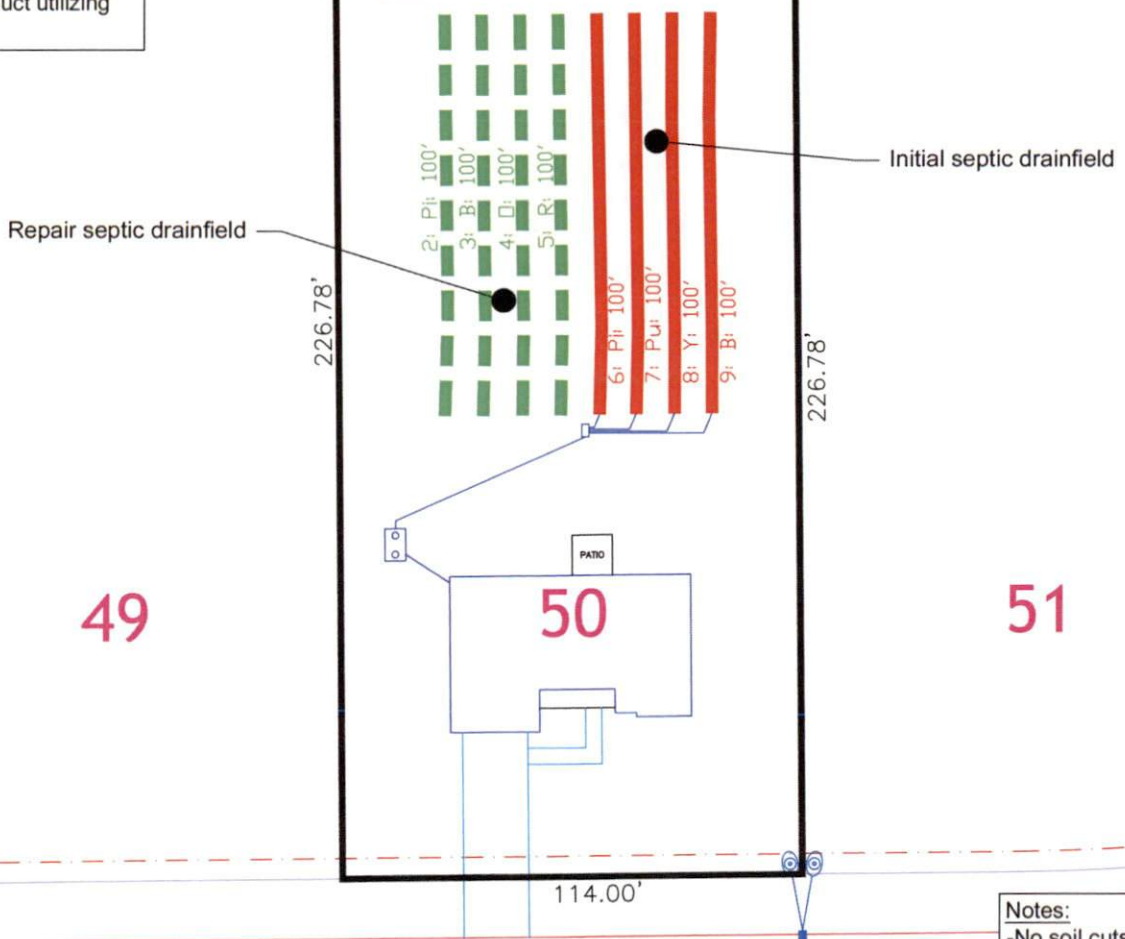 uct utilizing
Initial septic drainfield
Repair septic drainfield
2: Pi: 100'
3: B: 100'
4: O: 100'
5: R: 100'
6: Pi: 100'
7: Pu: 100'
8: Y: 100'
9: B: 100'
226.78'
226.78'
PATIO
49
50
51
114.00'
Notes:
-No soil cuts